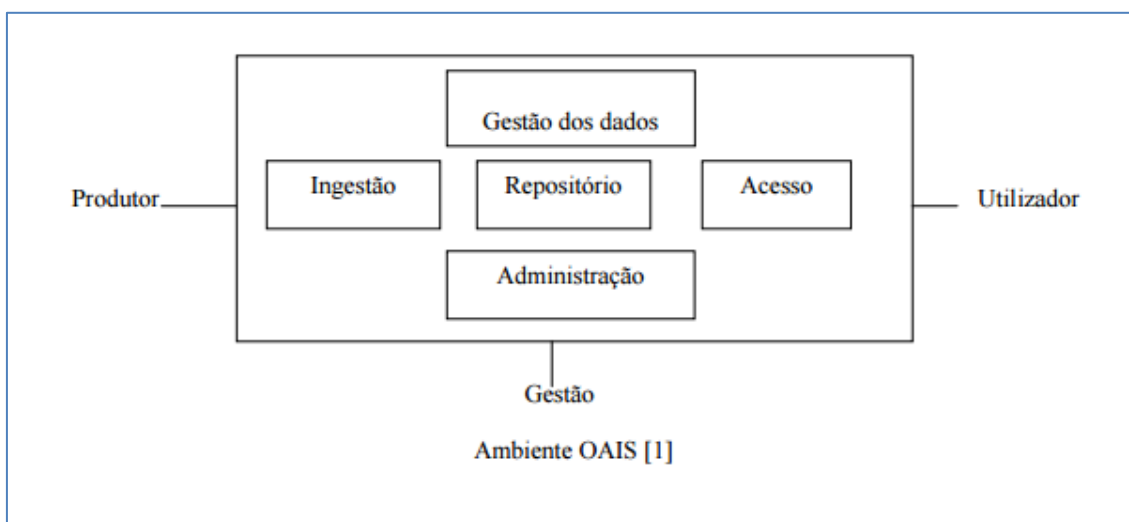 Gestão dos dados
Produtor
Ingestão
Repositório
Acesso
Utilizador
Administração
Gestão
Ambiente OAIS [1]